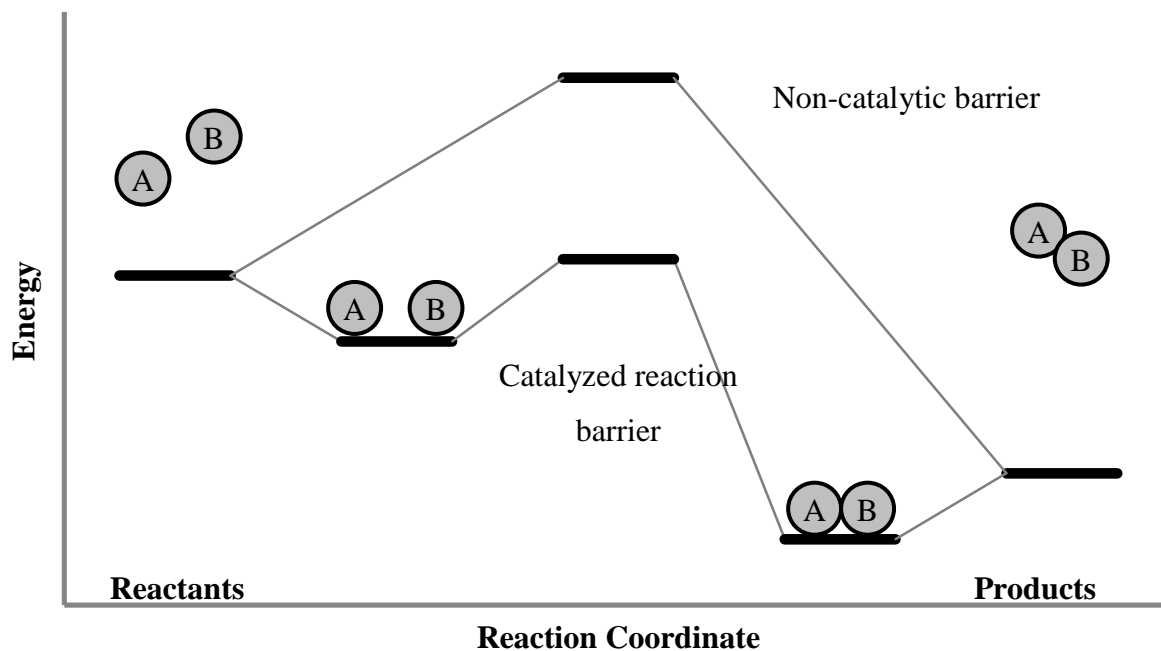 Non-catalytic barrier
B
A
A
B
Energy
A
B
Catalyzed reaction
barrier
A
B
Reactants
Products
Reaction Coordinate